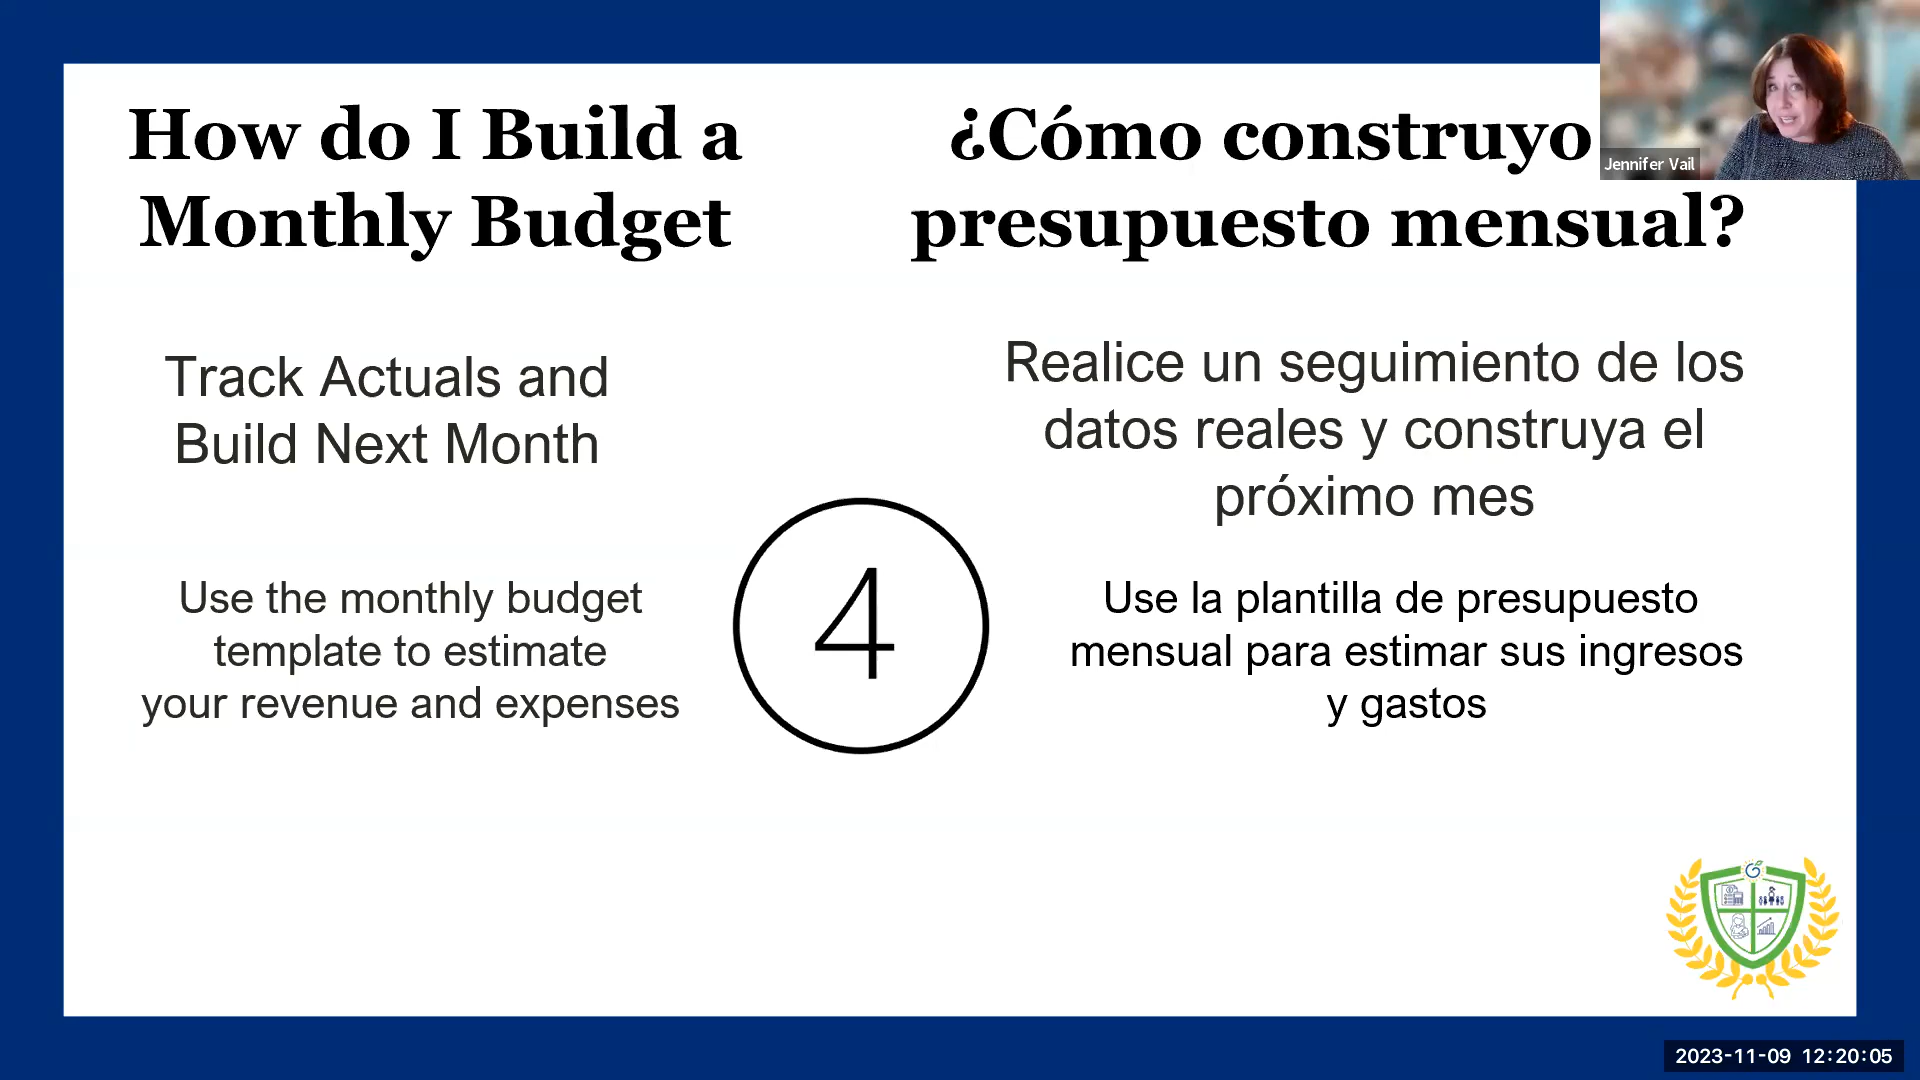 How do I Build a
Monthly Budget
¿Cómo construyo
presupuesto mensual?
Jennifer Vail
Track Actuals and
Build Next Month
Realice un seguimiento de los
datos reales y construya el
próximo mes
4
Use the monthly budget
template to estimate
your revenue and expenses
Use la plantilla de presupuesto
mensual para estimar sus ingresos
y gastos
2023-11-09 12:20:05